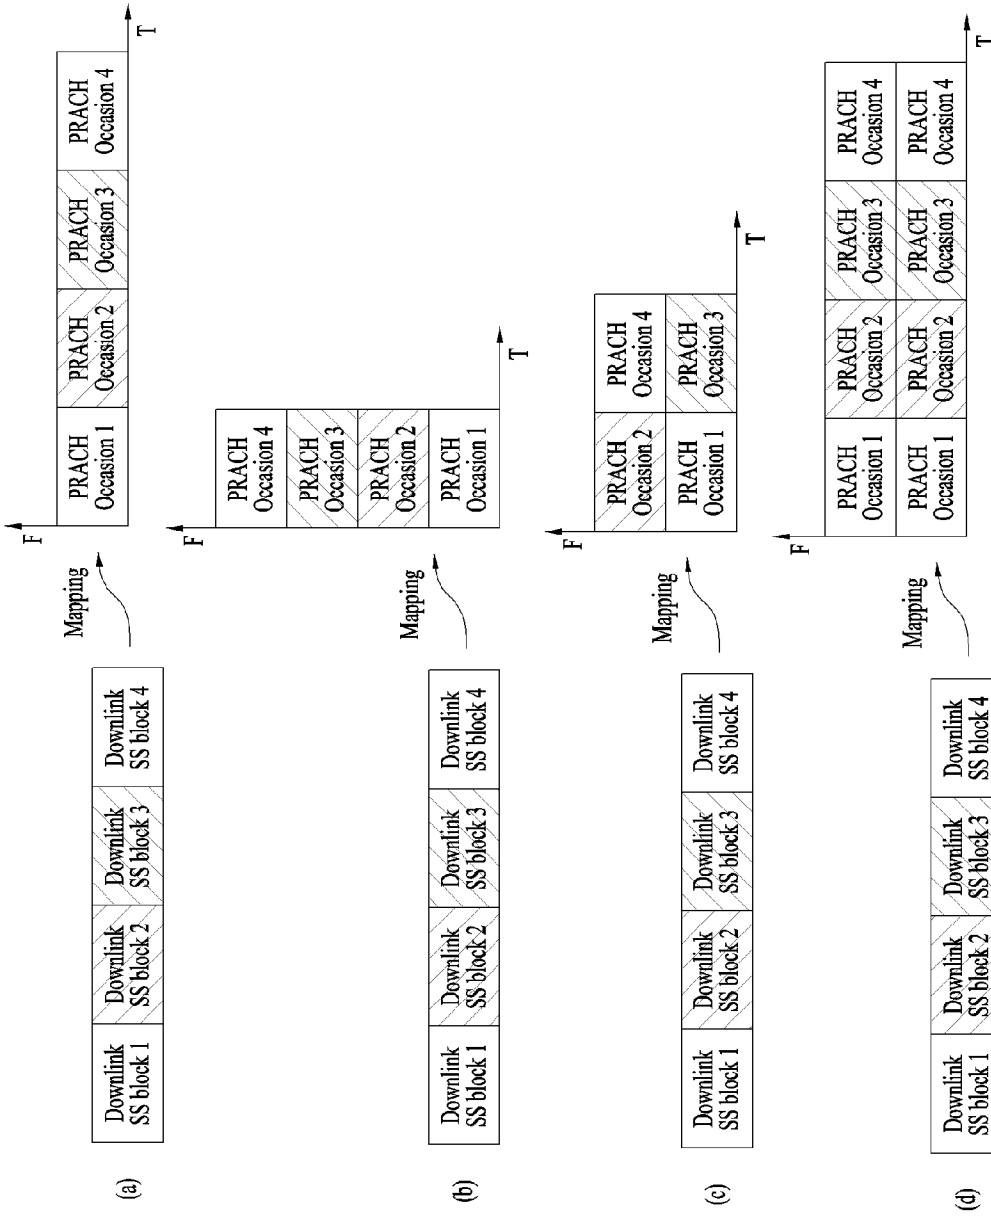 (a)
Downlink
SS block 1
Downlink
SS block 2
Downlink
SS block 3
Downlink
SS block 4
Mapping
F
PRACH
Occasion 1
PRACH
Occasion 2
PRACH
Occasion 3
PRACH
Occasion 4
T
(b)
Downlink
SS block 1
Downlink
SS block 2
Downlink
SS block 3
Downlink
SS block 4
Mapping
F
PRACH
Occasion 4
PRACH
Occasion 3
PRACH
Occasion 2
PRACH
Occasion 1
T
(c)
Downlink
SS block 1
Downlink
SS block 2
Downlink
SS block 3
Downlink
SS block 4
Mapping
F
PRACH
Occasion 2
PRACH
Occasion 4
PRACH
Occasion 1
PRACH
Occasion 3
T
(d)
Downlink
SS block 1
Downlink
SS block 2
Downlink
SS block 3
Downlink
SS block 4
Mapping
F
PRACH
Occasion 1
PRACH
Occasion 2
PRACH
Occasion 3
PRACH
Occasion 4
PRACH
Occasion 1
PRACH
Occasion 2
PRACH
Occasion 3
PRACH
Occasion 4
T